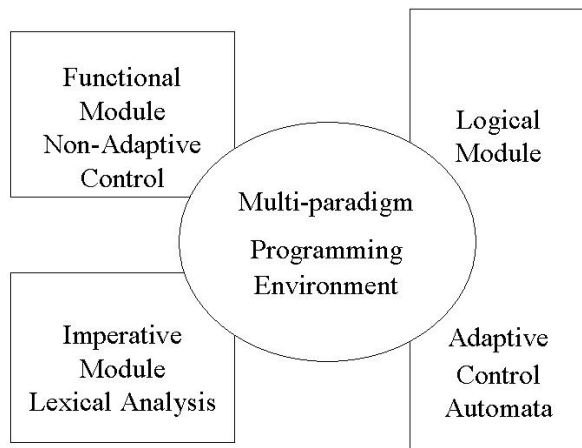 Functional
Module
Non-Adaptive
Control
Logical
Module
Multi-paradigm
Programming
Environment
Imperative
Module
Lexical Analysis
Adaptive
Control
Automata